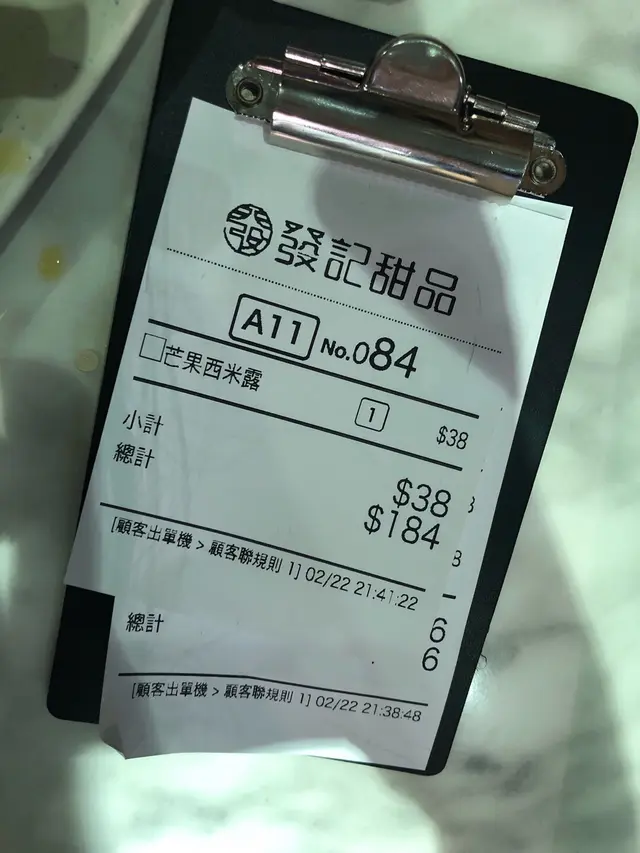 發記甜品
A11 No.084
芒果西米露
1 $38
小計 $38
總計 $184
[顧客出單機 > 顧客聯規則 1] 02/22 21:41:22
6
總計 6
[顧客出單機 > 顧客聯規則 1] 02/22 21:38:48